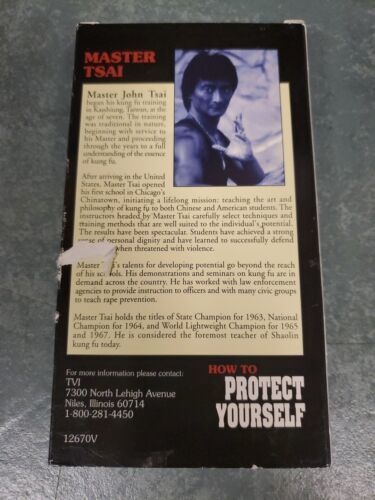 MASTER
TSAI
Master John Tsai
began his kung fu training
in Kaohsiung, Taiwan, at the
age of seven. The training
was traditional in nature,
beginning with service to
his Master and proceeding
through the years to a full
understanding of the essence
of kung fu.
After arriving in the United
States, Master Tsai opened
his first school in Chicago's
Chinatown, initiating a lifelong mission: teaching the art and
philosophy of kung fu to both Chinese and American students. The
instructors headed by Master Tsai carefully select techniques and
training methods that are well suited to the individual's potential.
The results have been spectacular. Students have achieved a strong
sense of personal dignity and have learned to successfully defend
when threatened with violence.
Master Tsai's talents for developing potential go beyond the reach
of his schools. His demonstrations and seminars on kung fu are in
demand across the country. He has worked with law enforcement
agencies to provide instruction to officers and with many civic groups
to teach rape prevention.
Master Tsai holds the titles of State Champion for 1963, National
Champion for 1964, and World Lightweight Champion for 1965
and 1967. He is considered the foremost teacher of Shaolin
kung fu today.
For more information please contact:
TVI
7300 North Lehigh Avenue
Niles, Illinois 60714
1-800-281-4450
12670V
HOW TO
PROTECT
YOURSELF